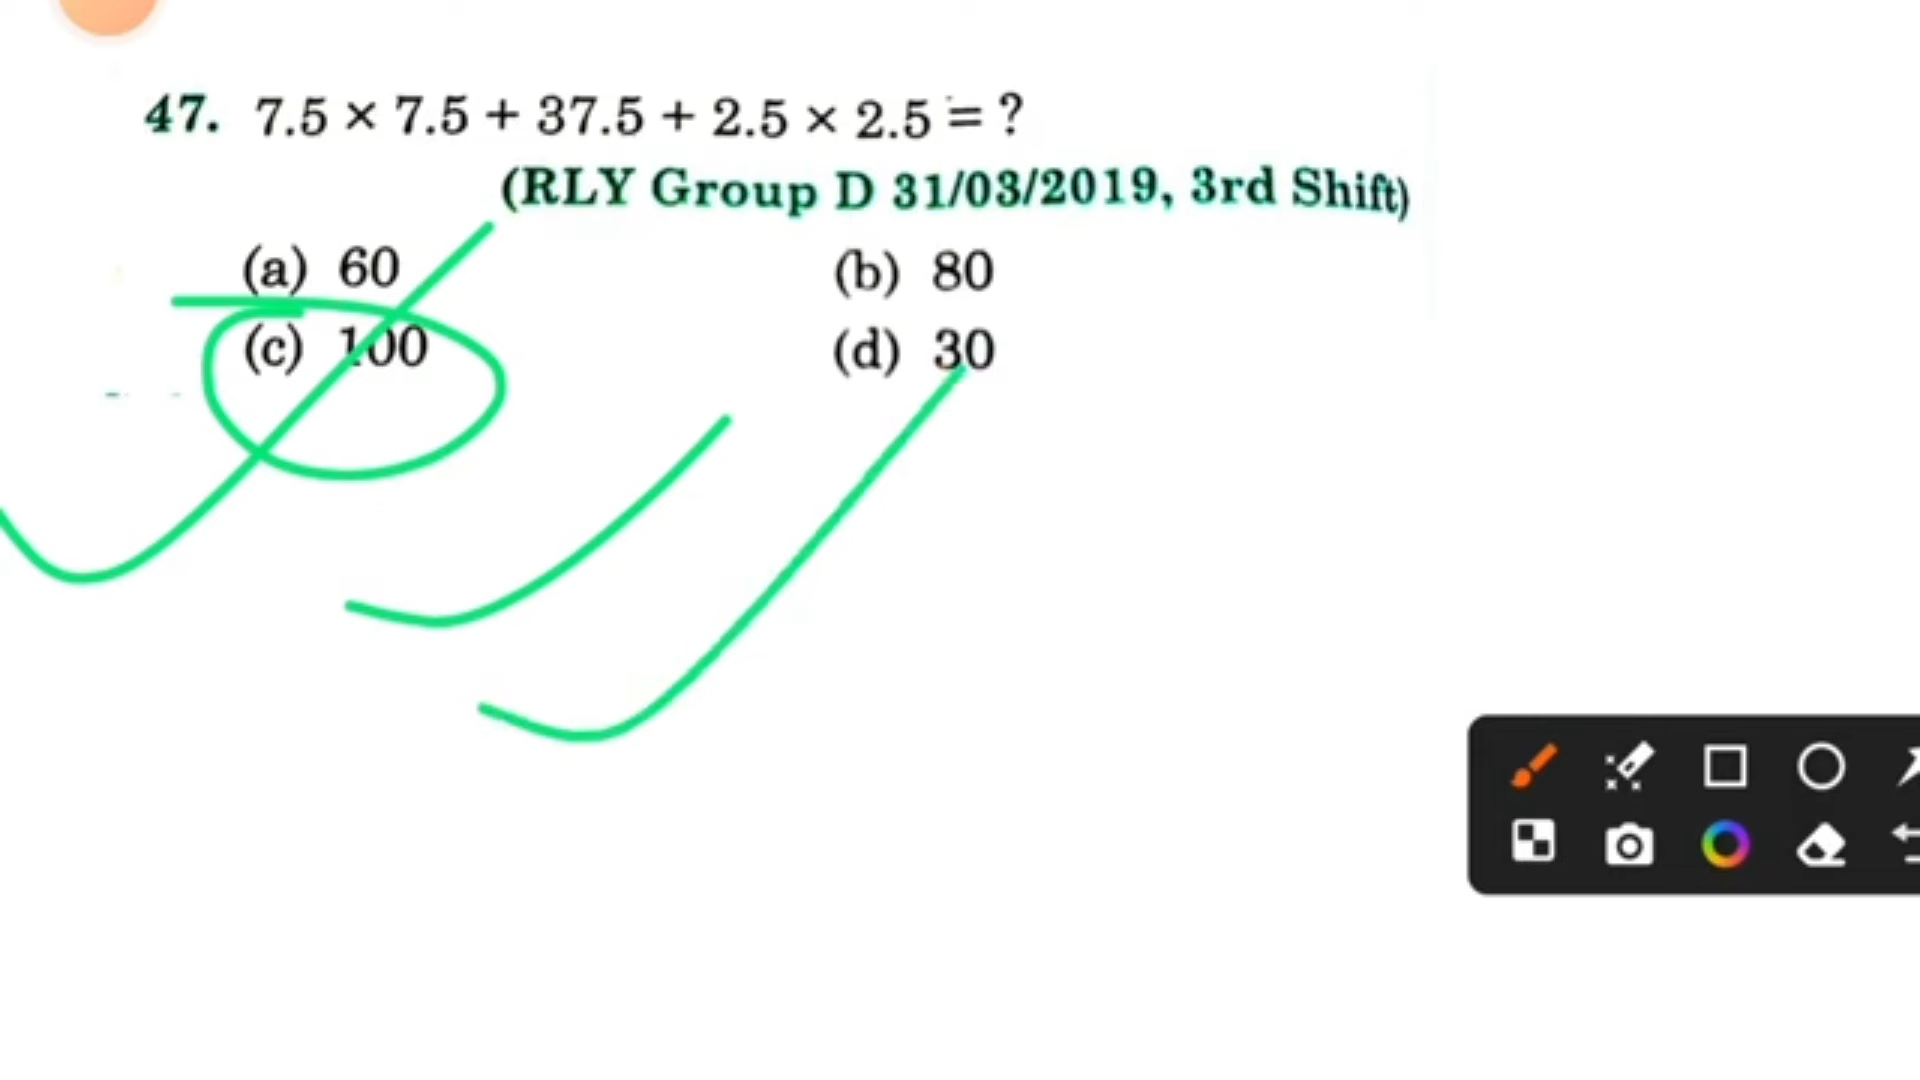 47. 7.5 × 7.5 + 37.5 + 2.5 × 2.5 = ?
(RLY Group D 31/03/2019, 3rd Shift)
(a) 60 (b) 80
(c) 100 (d) 30